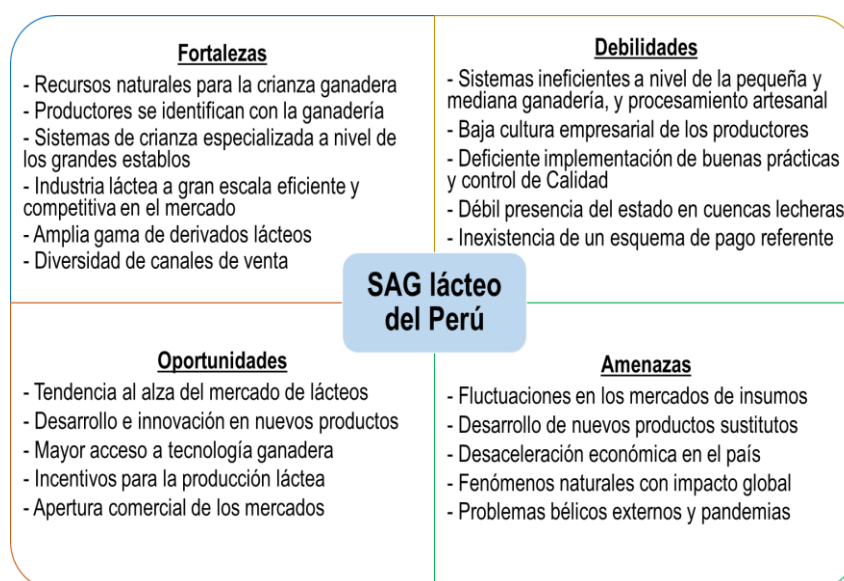 Fortalezas
- Recursos naturales para la crianza ganadera
- Productores se identifican con la ganadería
- Sistemas de crianza especializada a nivel de
los grandes establos
- Industria láctea a gran escala eficiente y
competitiva en el mercado
- Amplia gama de derivados lácteos
- Diversidad de canales de venta
Debilidades
- Sistemas ineficientes a nivel de la pequeña y
mediana ganadería, y procesamiento artesanal
- Baja cultura empresarial de los productores
- Deficiente implementación de buenas prácticas
y control de Calidad
- Débil presencia del estado en cuencas lecheras
- Inexistencia de un esquema de pago referente
SAG lácteo
del Perú
Oportunidades
- Tendencia al alza del mercado de lácteos
- Desarrollo e innovación en nuevos productos
- Mayor acceso a tecnología ganadera
- Incentivos para la producción láctea
- Apertura comercial de los mercados
Amenazas
- Fluctuaciones en los mercados de insumos
- Desarrollo de nuevos productos sustitutos
- Desaceleración económica en el país
- Fenómenos naturales con impacto global
- Problemas bélicos externos y pandemias